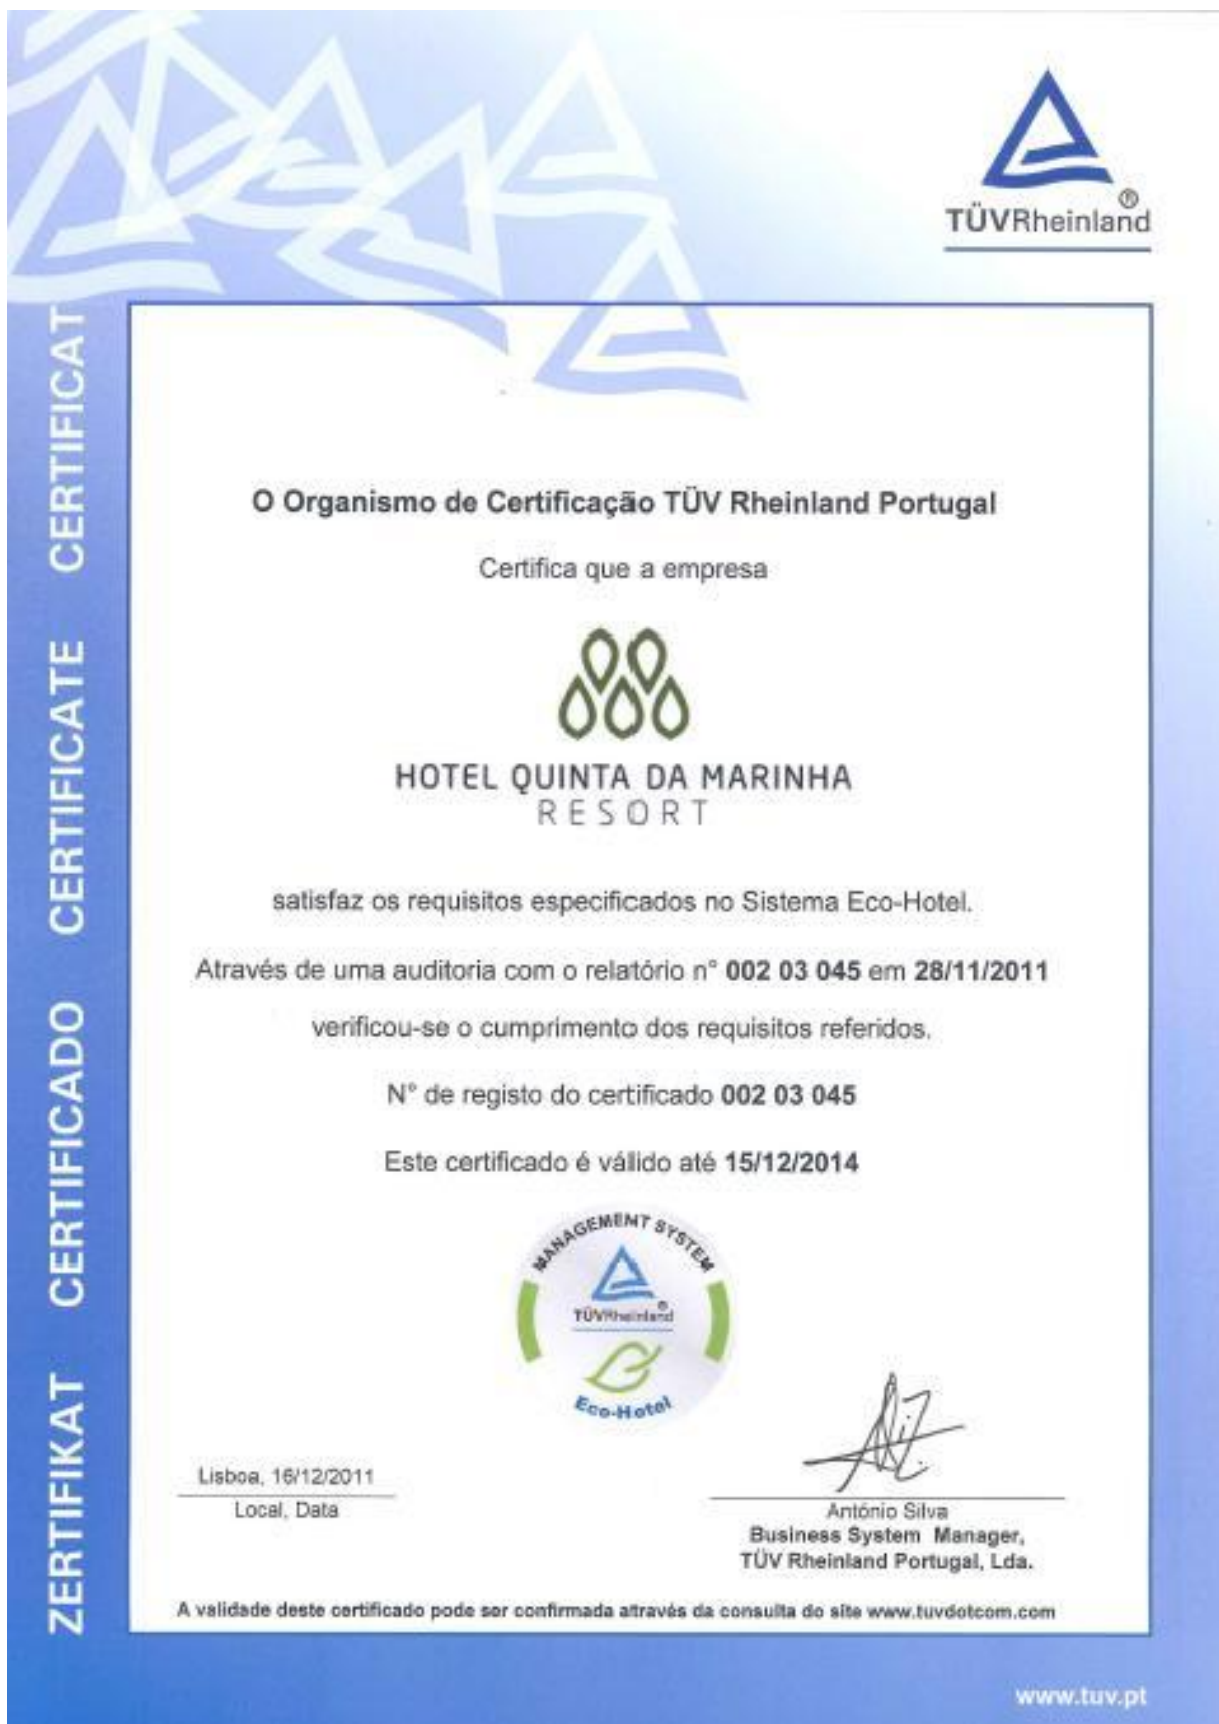 TÜVRheinland®
CERTIFICAT
CERTIFICATE
CERTIFICADO
ZERTIFIKAT
O Organismo de Certificação TÜV Rheinland Portugal
Certifica que a empresa
HOTEL QUINTA DA MARINHA
RESORT
satisfaz os requisitos especificados no Sistema Eco-Hotel.
Através de uma auditoria com o relatório n° 002 03 045 em 28/11/2011
verificou-se o cumprimento dos requisitos referidos.
N° de registo do certificado 002 03 045
Este certificado é válido até 15/12/2014
MANAGEMENT SYSTEM
TÜVRheinland®
Eco-Hotel
Lisboa, 16/12/2011
Local, Data
António Silva
Business System Manager,
TÜV Rheinland Portugal, Lda.
A validade deste certificado pode ser confirmada através da consulta do site www.tuvdotcom.com
www.tuv.pt